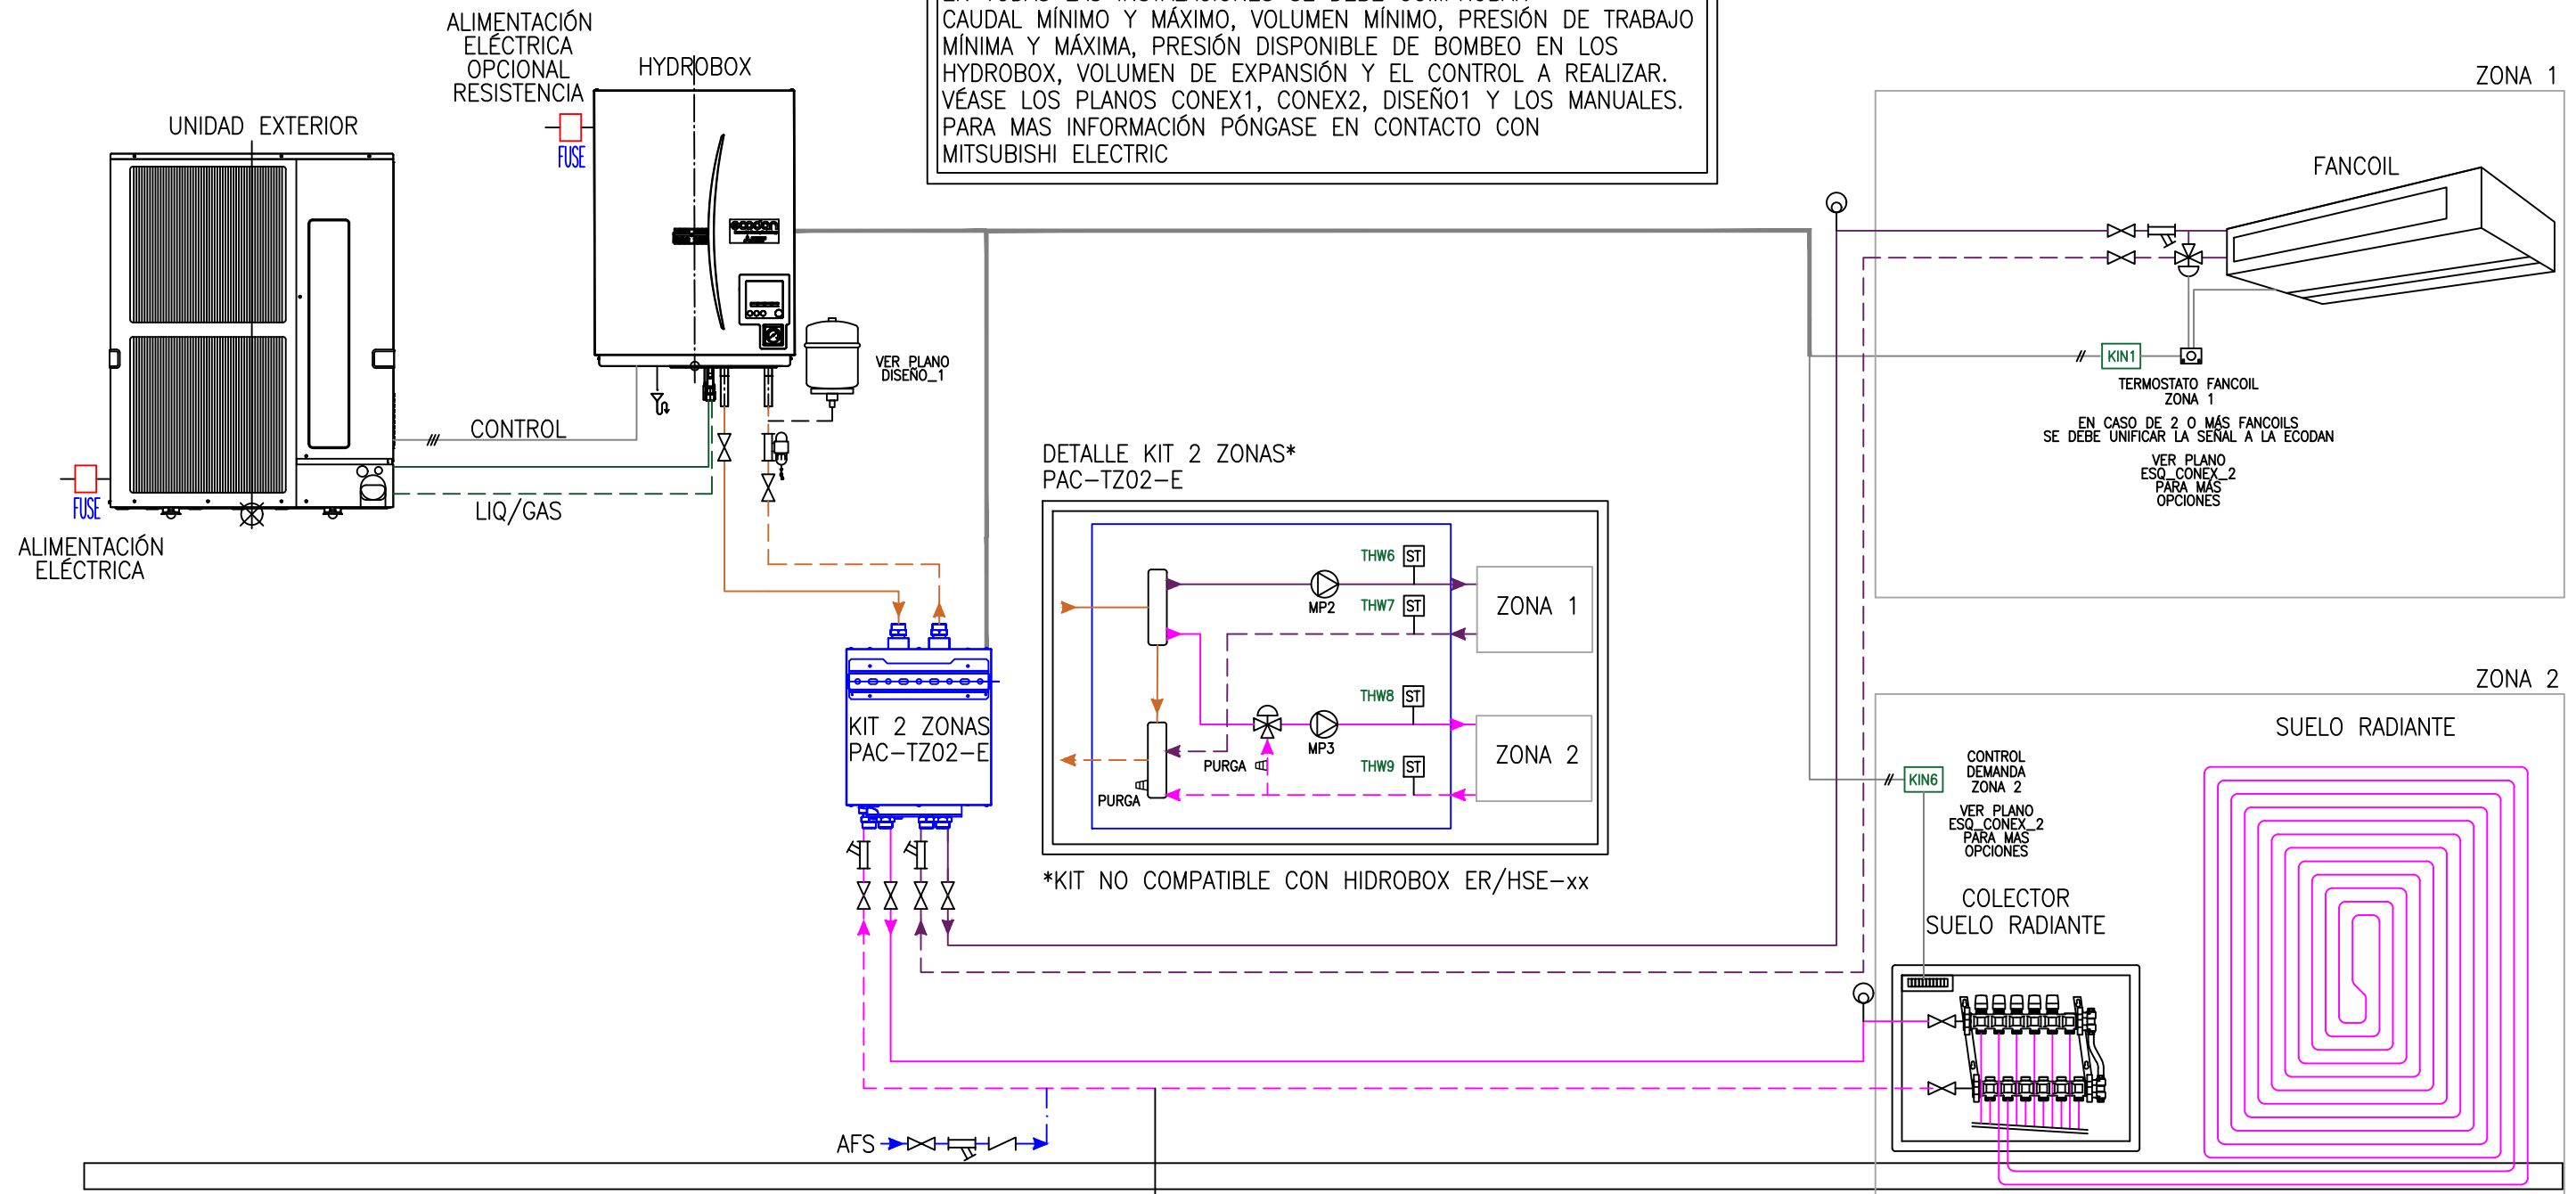 CAUDAL MÍNIMO Y MÁXIMO, VOLUMEN MÍNIMO, PRESIÓN DE TRABAJO
MÍNIMA Y MÁXIMA, PRESIÓN DISPONIBLE DE BOMBEO EN LOS
HYDROBOX, VOLUMEN DE EXPANSIÓN Y EL CONTROL A REALIZAR.
VÉASE LOS PLANOS CONEX1, CONEX2, DISEÑO1 Y LOS MANUALES.
PARA MAS INFORMACIÓN PÓNGASE EN CONTACTO CON
MITSUBISHI ELECTRIC
ALIMENTACIÓN
ELÉCTRICA
OPCIONAL
RESISTENCIA
FUSE
HYDROBOX
ecodan
UNIDAD EXTERIOR
FUSE
ALIMENTACIÓN
ELÉCTRICA
CONTROL
LIQ/GAS
VER PLANO
DISEÑO_1
KIT 2 ZONAS
PAC-TZ02-E
DETALLE KIT 2 ZONAS*
PAC-TZ02-E
THW6 ST
MP2
THW7 ST
ZONA 1
THW8 ST
MP3
PURGA
THW9 ST
ZONA 2
PURGA
*KIT NO COMPATIBLE CON HIDROBOX ER/HSE-xx
AFS
ZONA 1
FANCOIL
KIN1
TERMOSTATO FANCOIL
ZONA 1
EN CASO DE 2 O MÁS FANCOILS
SE DEBE UNIFICAR LA SEÑAL A LA ECODAN
VER PLANO
ESQ_CONEX_2
PARA MÁS
OPCIONES
ZONA 2
SUELO RADIANTE
KIN6
CONTROL
DEMANDA
ZONA 2
VER PLANO
ESQ_CONEX_2
PARA MAS
OPCIONES
COLECTOR
SUELO RADIANTE